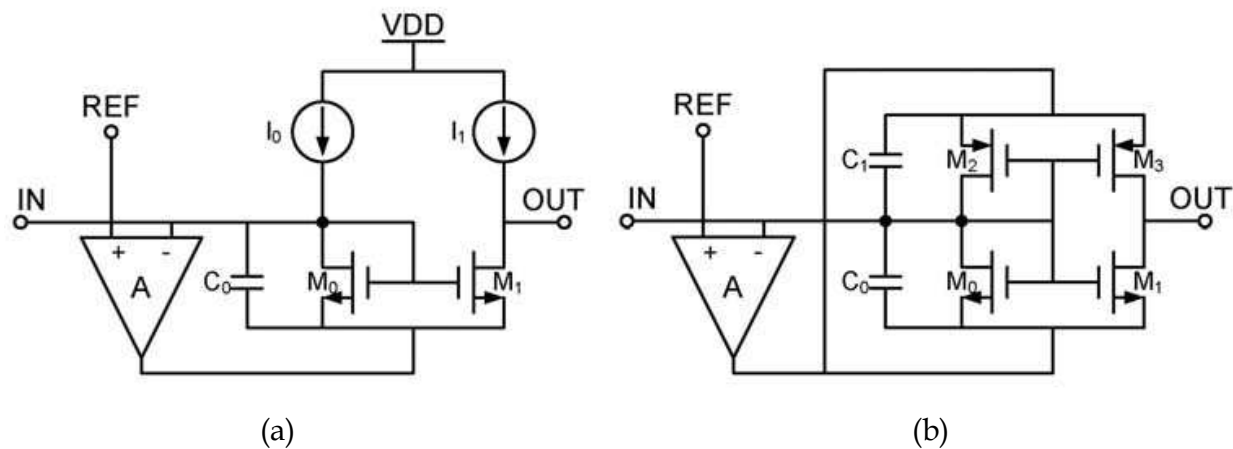 VDD
REF
I0
I1
IN
OUT
+
-
A
C0
M0
M1
(a)
REF
C1
M2
M3
IN
OUT
+
-
A
C0
M0
M1
(b)